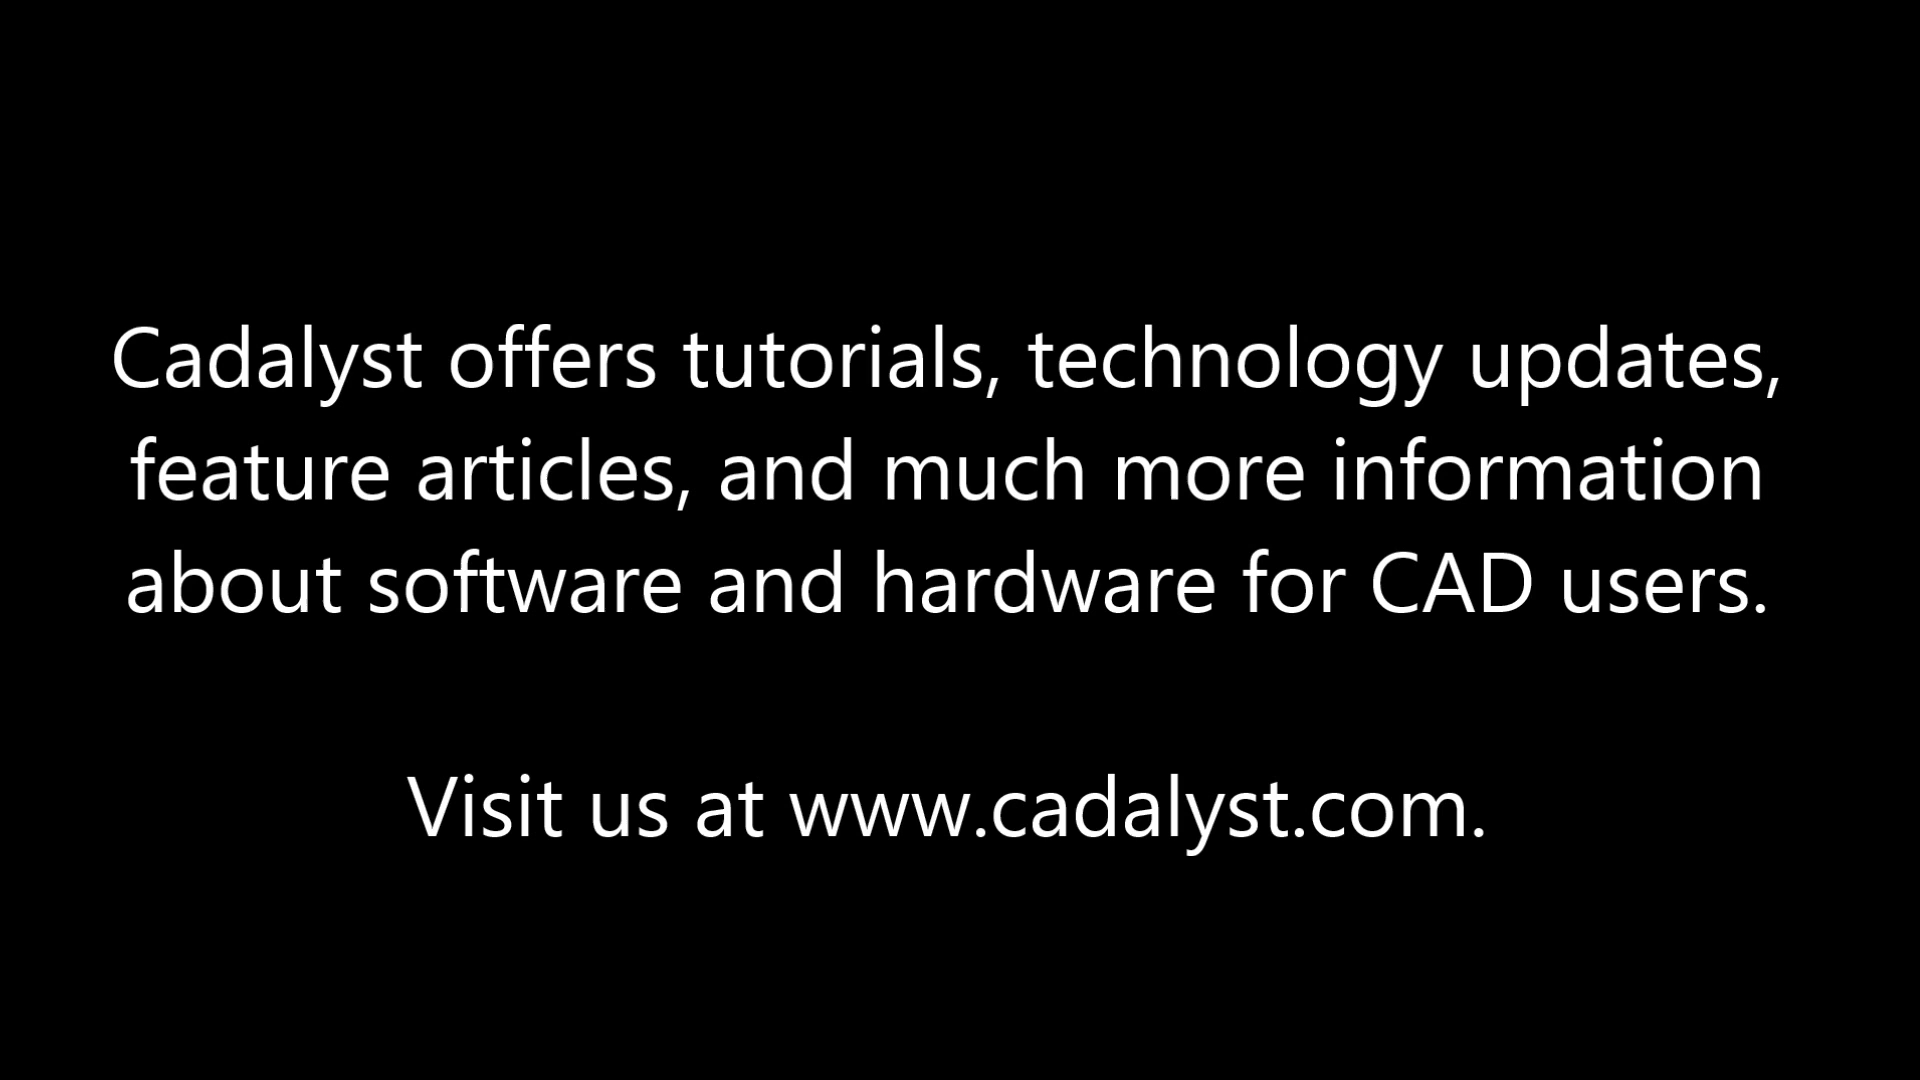 Cadalyst offers tutorials, technology updates,
feature articles, and much more information
about software and hardware for CAD users.
Visit us at www.cadalyst.com.